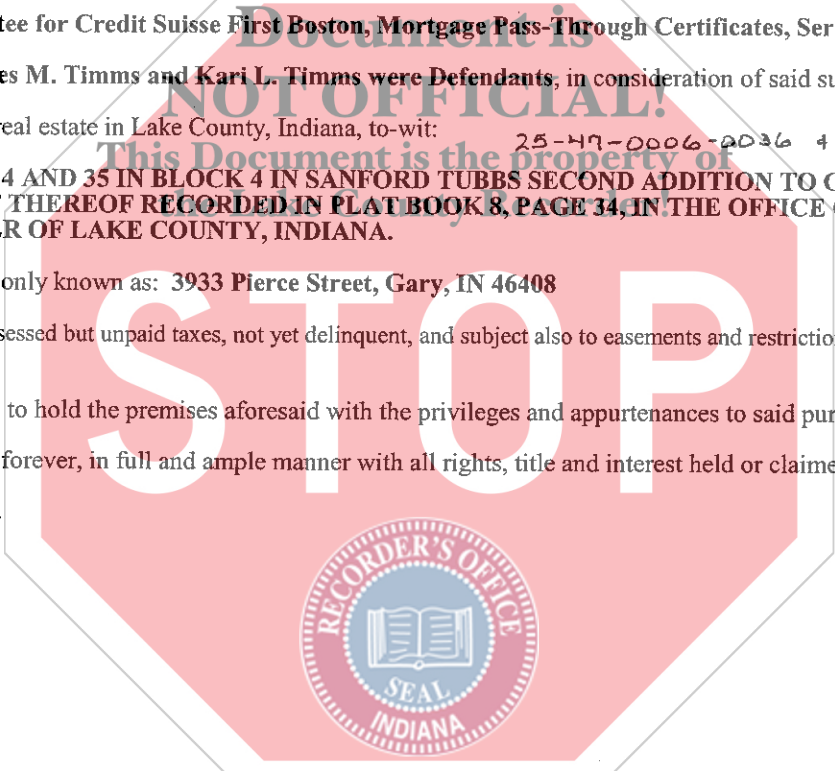 tee for Credit Suisse First Boston, Mortgage Pass-Through Certificates, Ser
Document is
es M. Timms and Kari L. Timms were Defendants, in consideration of said su
NOT OFFICIAL!
real estate in Lake County, Indiana, to-wit:
25-47-0006-0036 4
This Document is the property of
4 AND 35 IN BLOCK 4 IN SANFORD TUBBS SECOND ADDITION TO
the Lake County Recorder!
THEREOF RECORDED IN PLAT BOOK 8, PAGE 34, IN THE OFFICE
R OF LAKE COUNTY, INDIANA.
only known as: 3933 Pierce Street, Gary, IN 46408
sessed but unpaid taxes, not yet delinquent, and subject also to easements and restrictio
to hold the premises aforesaid with the privileges and appurtenances to said pur
forever, in full and ample manner with all rights, title and interest held or claime
STOP
RECORDER'S OFFICE
SEAL
INDIANA